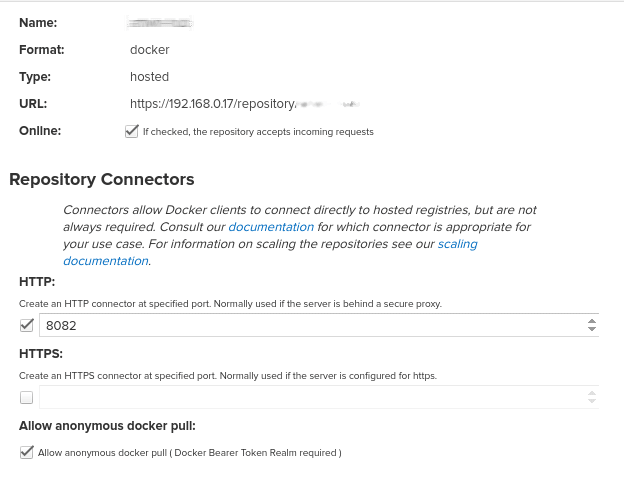 Name:
Format: docker
Type: hosted
URL: https://192.168.0.17/repository
Online: If checked, the repository accepts incoming requests
Repository Connectors
Connectors allow Docker clients to connect directly to hosted registries, but are not
always required. Consult our documentation for which connector is appropriate for
your use case. For information on scaling the repositories see our scaling
documentation.
HTTP:
Create an HTTP connector at specified port. Normally used if the server is behind a secure proxy.
8082
HTTPS:
Create an HTTPS connector at specified port. Normally used if the server is configured for https.
Allow anonymous docker pull:
Allow anonymous docker pull ( Docker Bearer Token Realm required )